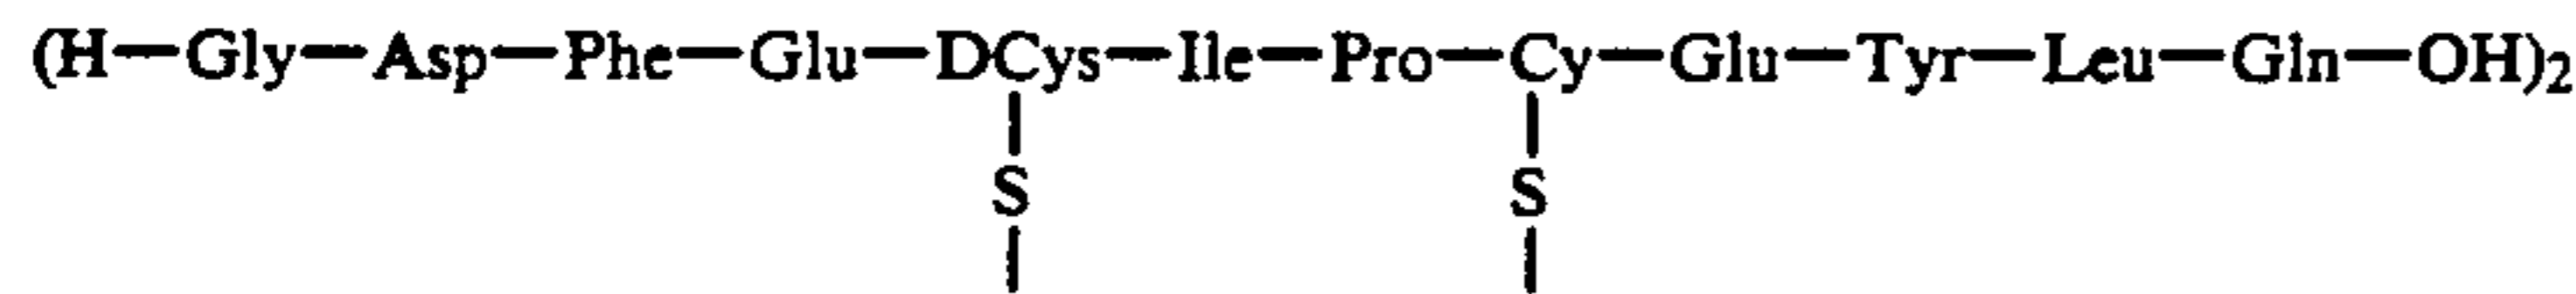 (H—Gly—Asp—Phe—Glu—DCys—Ile—Pro—Cy—Glu—Tyr—Leu—Gln—OH)2
S S